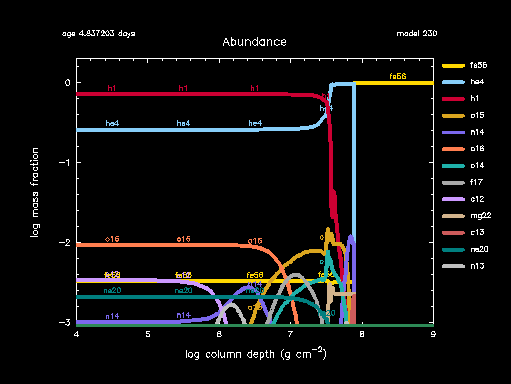 age 4.837203 days
model 230
Abundance
fe56
he4
h1
o15
n14
o16
o14
f17
c12
mg22
c13
ne20
n13
fe56
h1 h1 h1
he4 he4 he4
o16 o16 o16
fe56 fe56 fe56
ne20 ne20
n14 n14 n14
o15
0
−1
−2
−3
4 5 6 7 8 9
log mass fraction
log column depth (g cm−2)